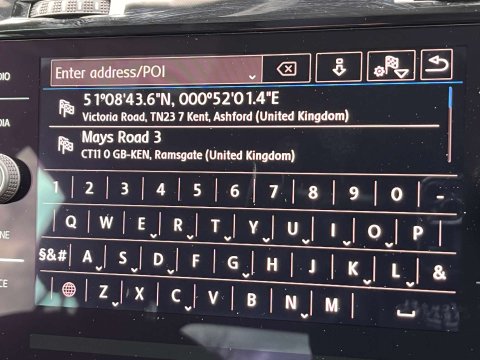 Enter address/POI
DIO
51°08'43.6"N, 000°52'01.4"E
Victoria Road, TN23 7 Kent, Ashford (United Kingdom)
DIA
Mays Road 3
CT11 0 GB-KEN, Ramsgate (United Kingdom)
1 2 3 4 5 6 7 8 9 0 -
Q W E R T Y U I O P
NE
§&# A S D F G H J K L &
CE
Z X C V B N M